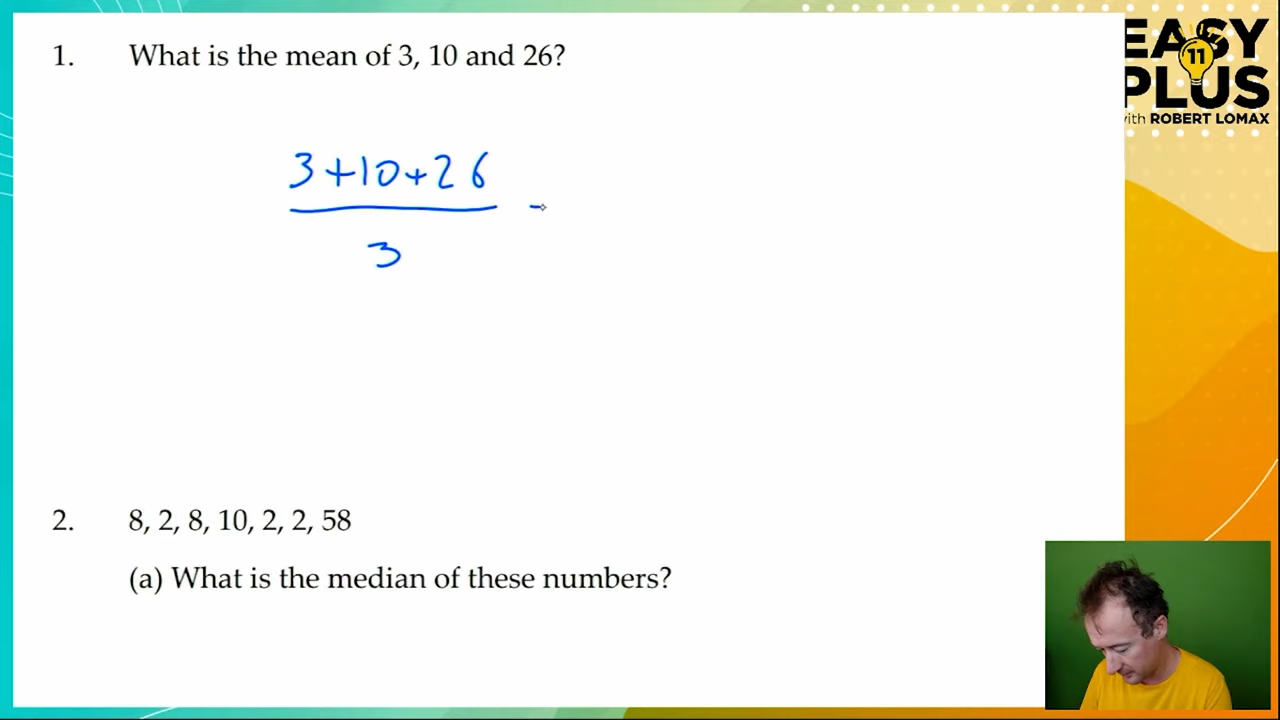 1. What is the mean of 3, 10 and 26?
3+10+26
3
2. 8, 2, 8, 10, 2, 2, 58
(a) What is the median of these numbers?
EASY
11
PLUS
with ROBERT LOMAX